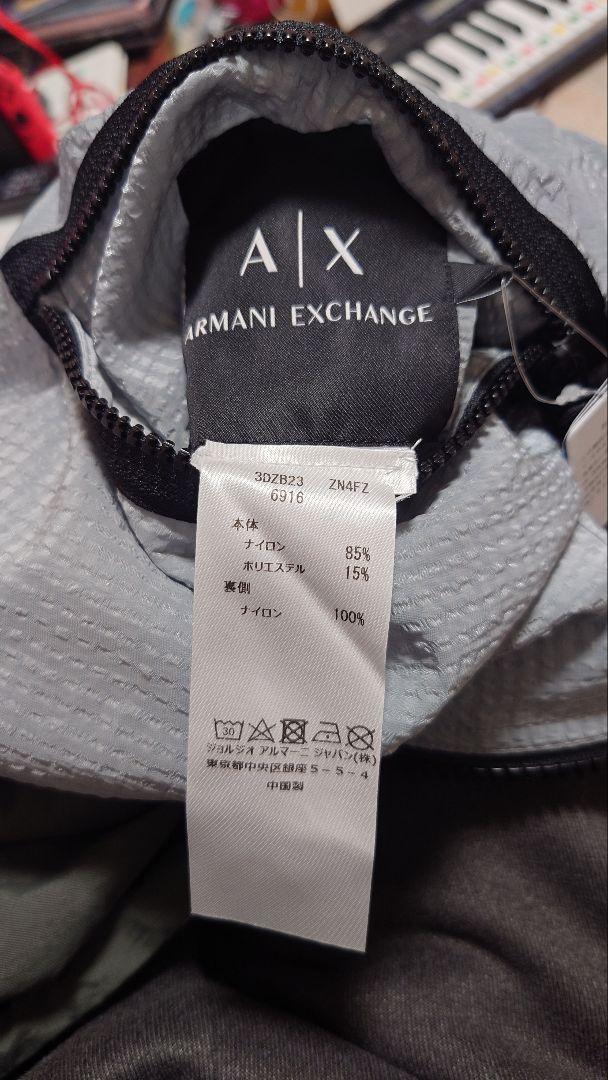 A|X
ARMANI EXCHANGE
3DZB23 ZN4FZ
6916
本体
ナイロン 85%
ポリエステル 15%
裏側
ナイロン 100%
30
ジョルジオ アルマーニ ジャパン(株)
東京都中央区銀座5-5-4
中国製